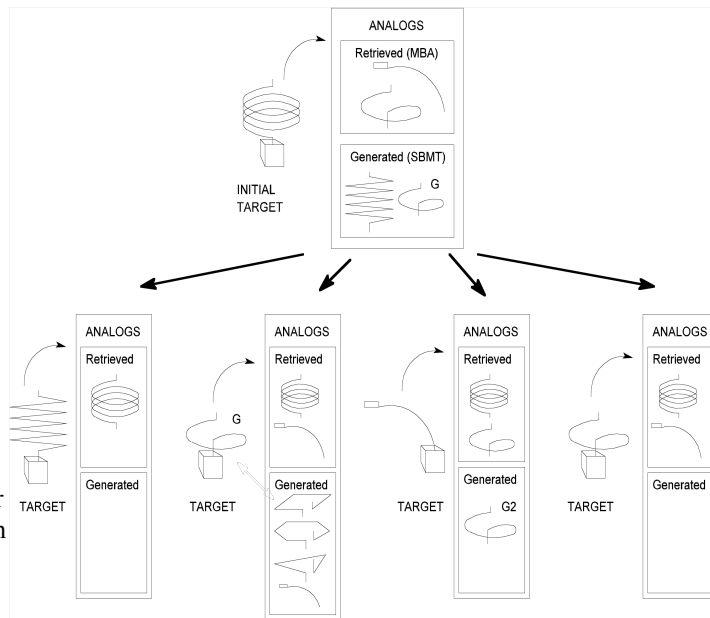 ANALOGS
Retrieved (MBA)
Generated (SBMT)
G
INITIAL
TARGET
ANALOGS
Retrieved
Generated
TARGET
ANALOGS
Retrieved
G
Generated
TARGET
ANALOGS
Retrieved
Generated
G2
TARGET
ANALOGS
Retrieved
Generated
TARGET
r
n